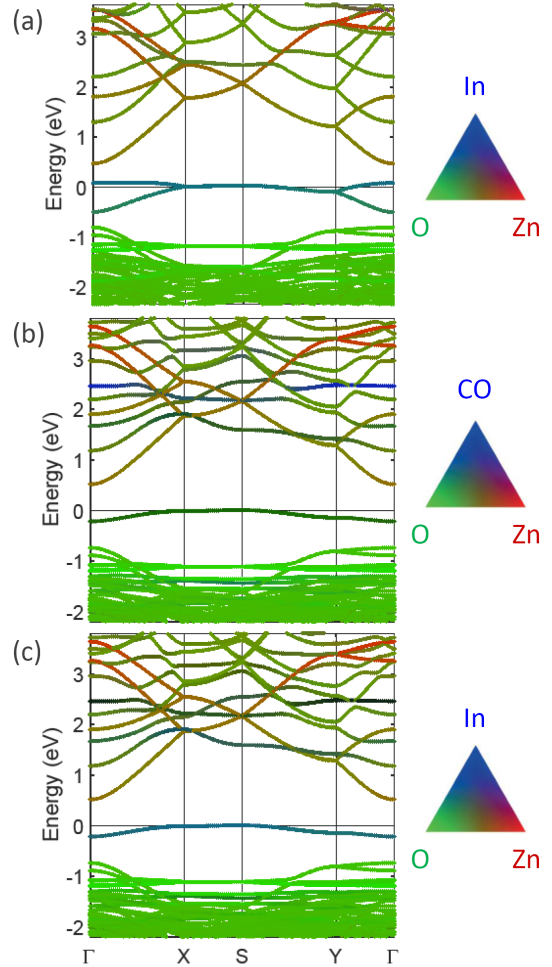 (a)
3
2
1
0
-1
-2
Energy (eV)
In
O
Zn
(b)
3
2
1
0
-1
-2
Energy (eV)
CO
O
Zn
(c)
3
2
1
0
-1
-2
Energy (eV)
In
O
Zn
Γ X S Y Γ